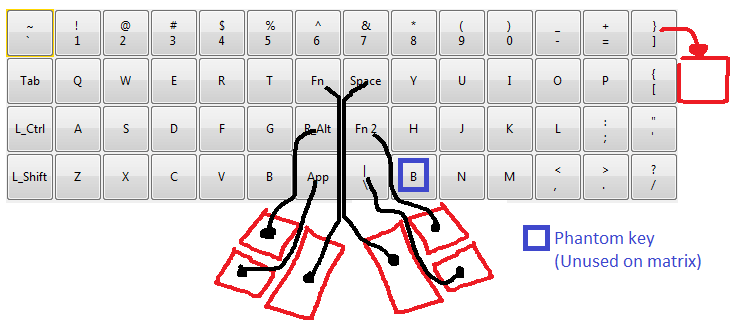 ~ ! @ # $ % ^ & * ( ) _ + }
` 1 2 3 4 5 6 7 8 9 0 - = ]
Tab Q W E R T Fn Space Y U I O P {
[
L_Ctrl A S D F G R_Alt Fn 2 H J K L : "
; '
L_Shift Z X C V B App | B N M < > ?
\ , . /
Phantom key
(Unused on matrix)